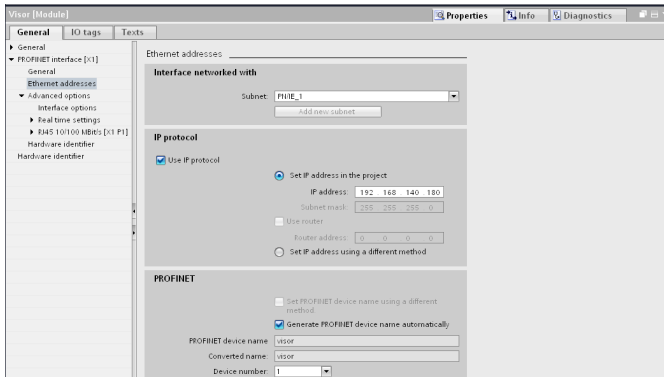 Visor [Module]
Properties
Info
Diagnostics
General
IO tags
Texts
General
PROFINET interface [X1]
General
Ethernet addresses
Advanced options
Interface options
Real time settings
RJ45 10/100 MBit/s [X1 P1]
Hardware identifier
Hardware identifier
Ethernet addresses
Interface networked with
Subnet: PN/IE_1
Add new subnet
IP protocol
Use IP protocol
Set IP address in the project
IP address: 192 . 168 . 140 . 180
Subnet mask: 255 . 255 . 255 . 0
Use router
Router address: 0 . 0 . 0 . 0
Set IP address using a different method
PROFINET
Set PROFINET device name using a different
method.
Generate PROFINET device name automatically
PROFINET device name visor
Converted name: visor
Device number: 1